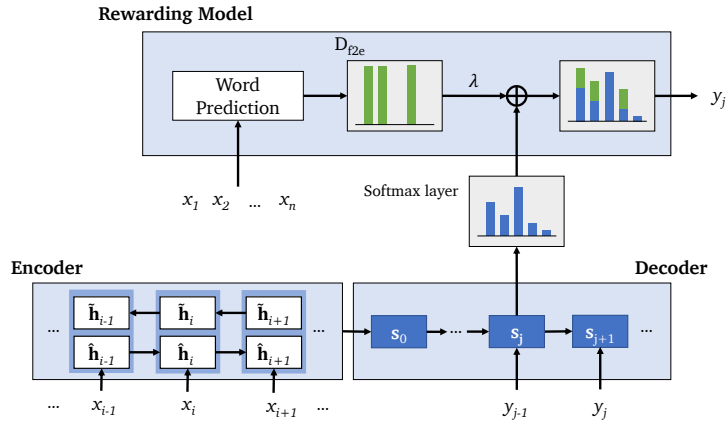 Rewarding Model
D_f2e
Word
Prediction
λ
y_j
x_1 x_2 ... x_n
Softmax layer
Encoder
Decoder
... h̃_i-1 h̃_i h̃_i+1 ...
ĥ_i-1 ĥ_i ĥ_i+1
s_0 ... s_j s_j+1 ...
... x_i-1 x_i x_i+1 ... y_j-1 y_j